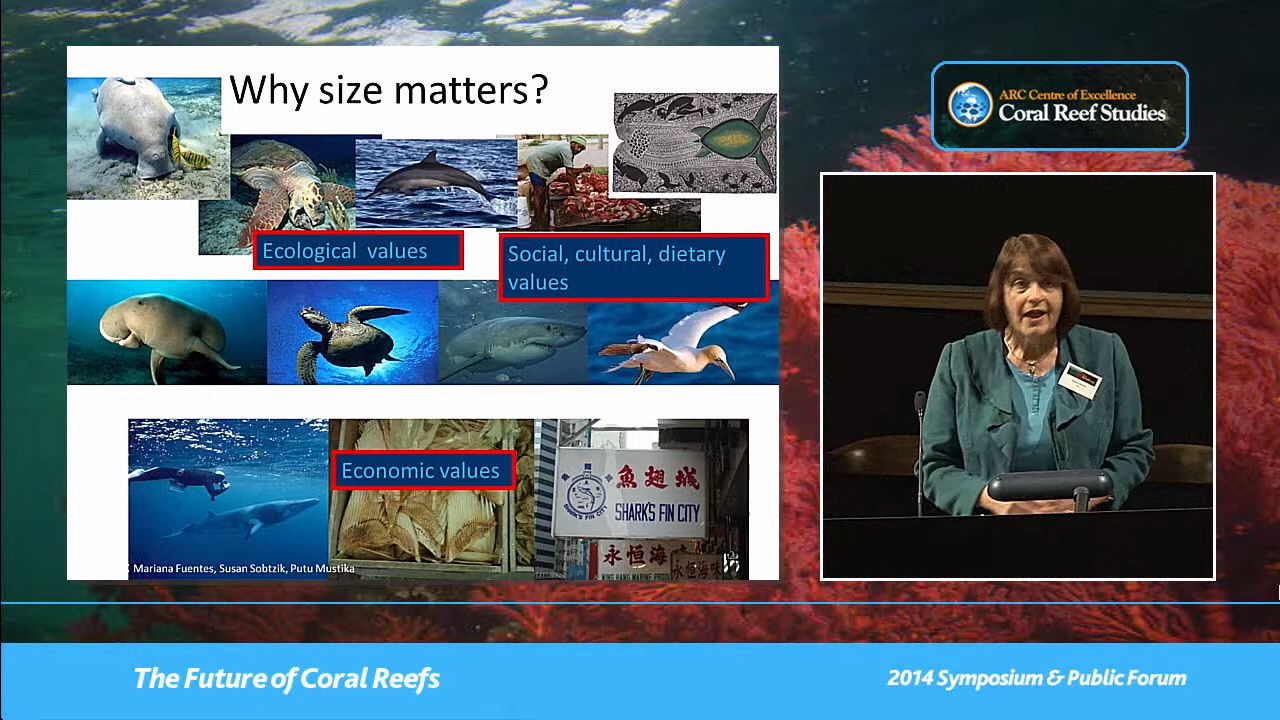 Why size matters?
ARC Centre of Excellence
Coral Reef Studies
Ecological values
Social, cultural, dietary
values
Economic values
魚翅城
SHARK'S FIN CITY
永恒海
Mariana Fuentes, Susan Sobtzik, Putu Mustika
The Future of Coral Reefs
2014 Symposium & Public Forum